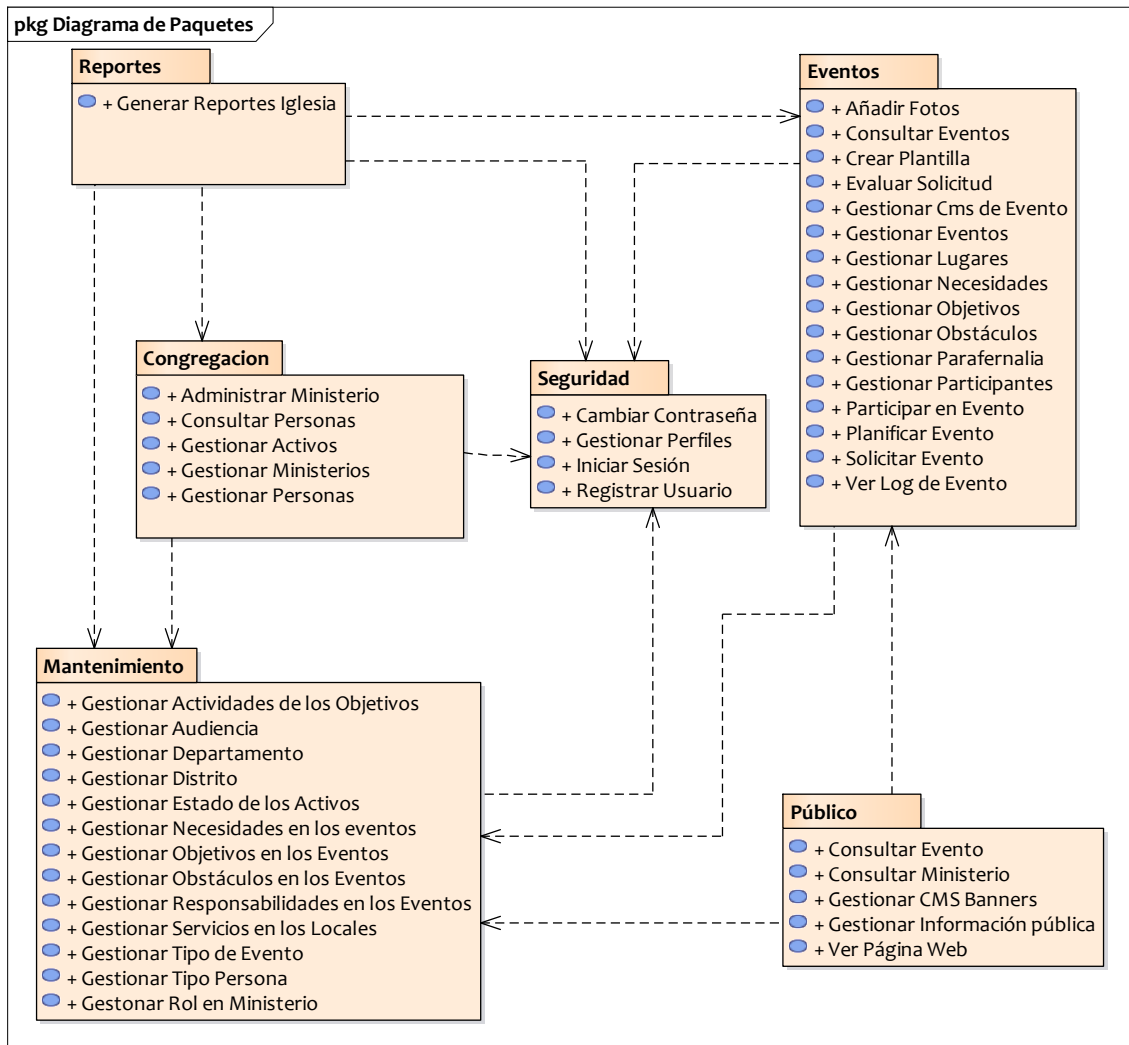 pkg Diagrama de Paquetes
Reportes
+ Generar Reportes Iglesia
Eventos
+ Añadir Fotos
+ Consultar Eventos
+ Crear Plantilla
+ Evaluar Solicitud
+ Gestionar Cms de Evento
+ Gestionar Eventos
+ Gestionar Lugares
+ Gestionar Necesidades
+ Gestionar Objetivos
+ Gestionar Obstáculos
+ Gestionar Parafernalia
+ Gestionar Participantes
+ Participar en Evento
+ Planificar Evento
+ Solicitar Evento
+ Ver Log de Evento
Congregacion
+ Administrar Ministerio
+ Consultar Personas
+ Gestionar Activos
+ Gestionar Ministerios
+ Gestionar Personas
Seguridad
+ Cambiar Contraseña
+ Gestionar Perfiles
+ Iniciar Sesión
+ Registrar Usuario
Mantenimiento
+ Gestionar Actividades de los Objetivos
+ Gestionar Audiencia
+ Gestionar Departamento
+ Gestionar Distrito
+ Gestionar Estado de los Activos
+ Gestionar Necesidades en los eventos
+ Gestionar Objetivos en los Eventos
+ Gestionar Obstáculos en los Eventos
+ Gestionar Responsabilidades en los Eventos
+ Gestionar Servicios en los Locales
+ Gestionar Tipo de Evento
+ Gestionar Tipo Persona
+ Gestonar Rol en Ministerio
Público
+ Consultar Evento
+ Consultar Ministerio
+ Gestionar CMS Banners
+ Gestionar Información pública
+ Ver Página Web